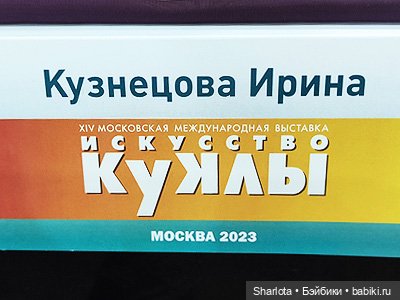 Кузнецова Ирина
XIV МОСКОВСКАЯ МЕЖДУНАРОДНАЯ ВЫСТАВКА
ИСКУССТВО
КуКЛЫ
МОСКВА 2023
Sharlota • Бэйбики • babiki.ru